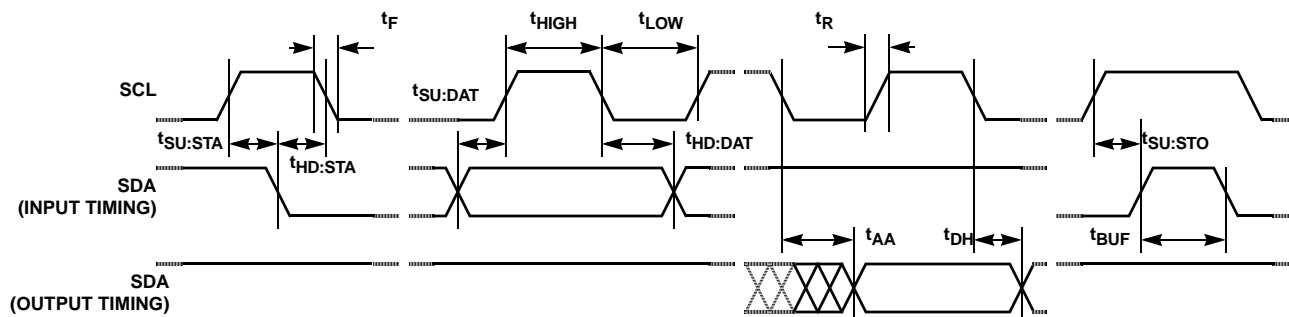 tF
tHIGH
tLOW
tR
SCL
tSU:DAT
tSU:STA
tHD:STA
tHD:DAT
tSU:STO
SDA
(INPUT TIMING)
tAA
tDH
tBUF
SDA
(OUTPUT TIMING)